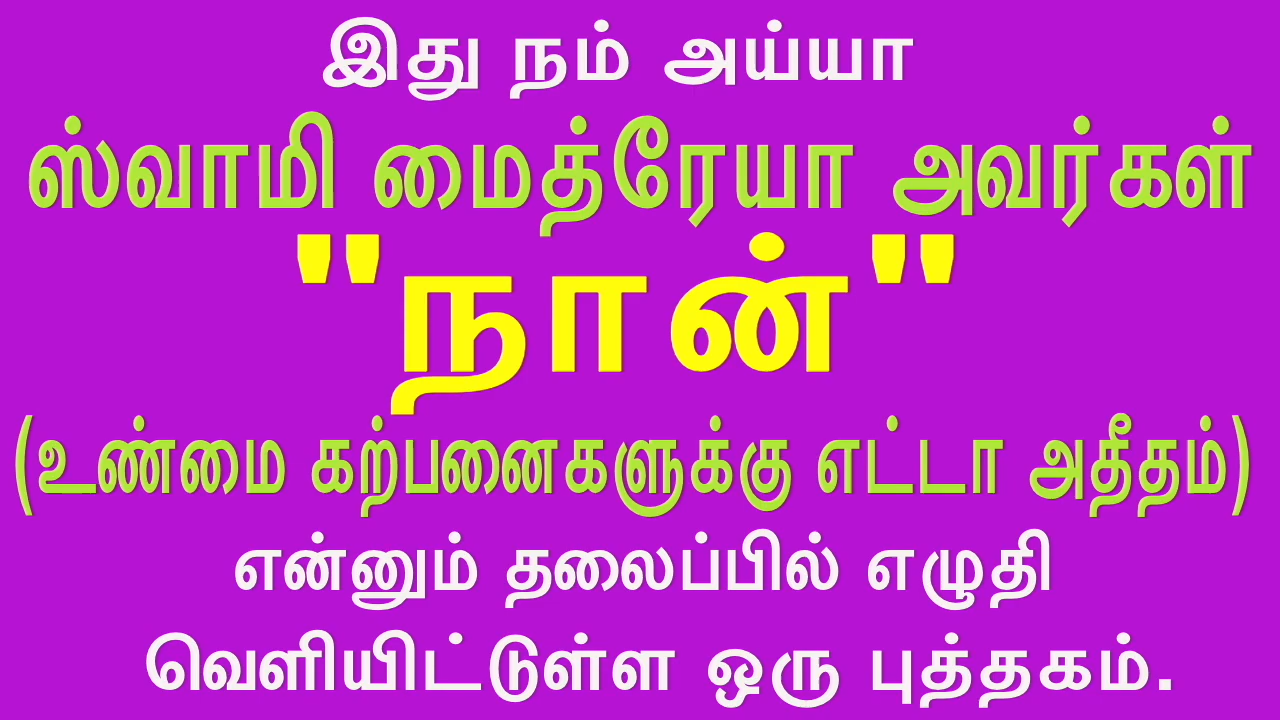 இது நம் அய்யா
ஸ்வாமி மைத்ரேயா அவர்கள்
"நான்"
(உண்மை கற்பனைகளுக்கு எட்டா அதீதம்)
என்னும் தலைப்பில் எழுதி
வெளியிட்டுள்ள ஒரு புத்தகம்.